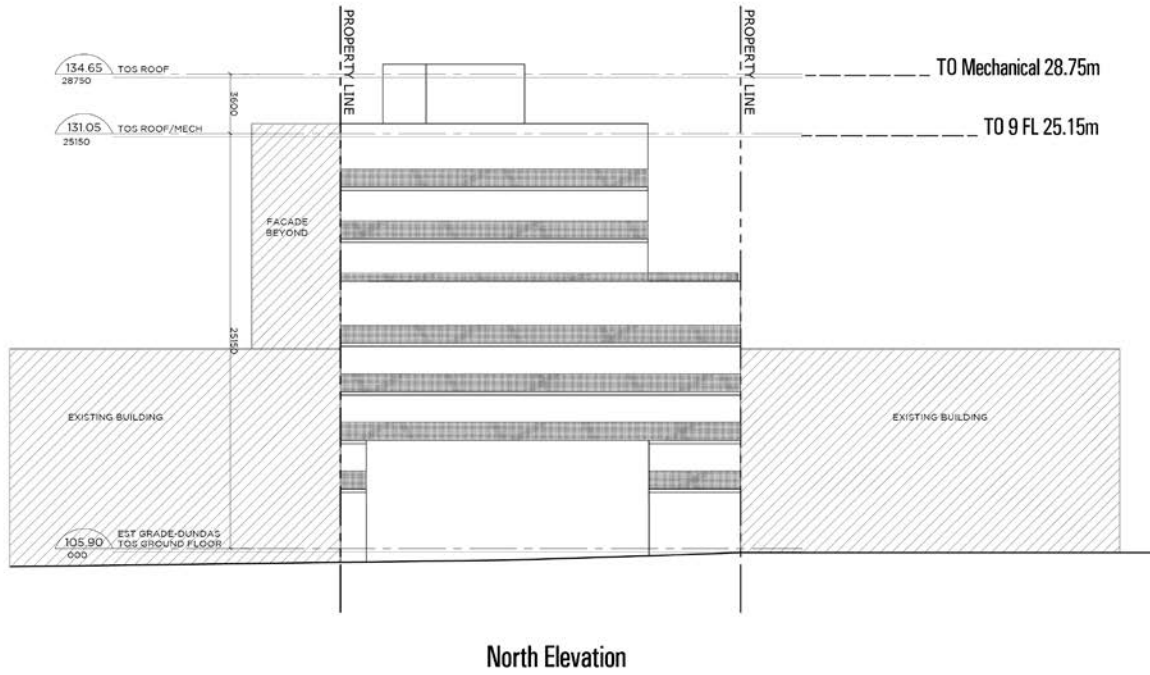 PROPERTY LINE
PROPERTY LINE
134.65 TOS ROOF
28750
TO Mechanical 28.75m
3600
131.05 TOS ROOF/MECH
25150
TO 9 FL 25.15m
FACADE
BEYOND
25150
EXISTING BUILDING
EXISTING BUILDING
EST GRADE-DUNDAS
105.90 TOS GROUND FLOOR
000
North Elevation